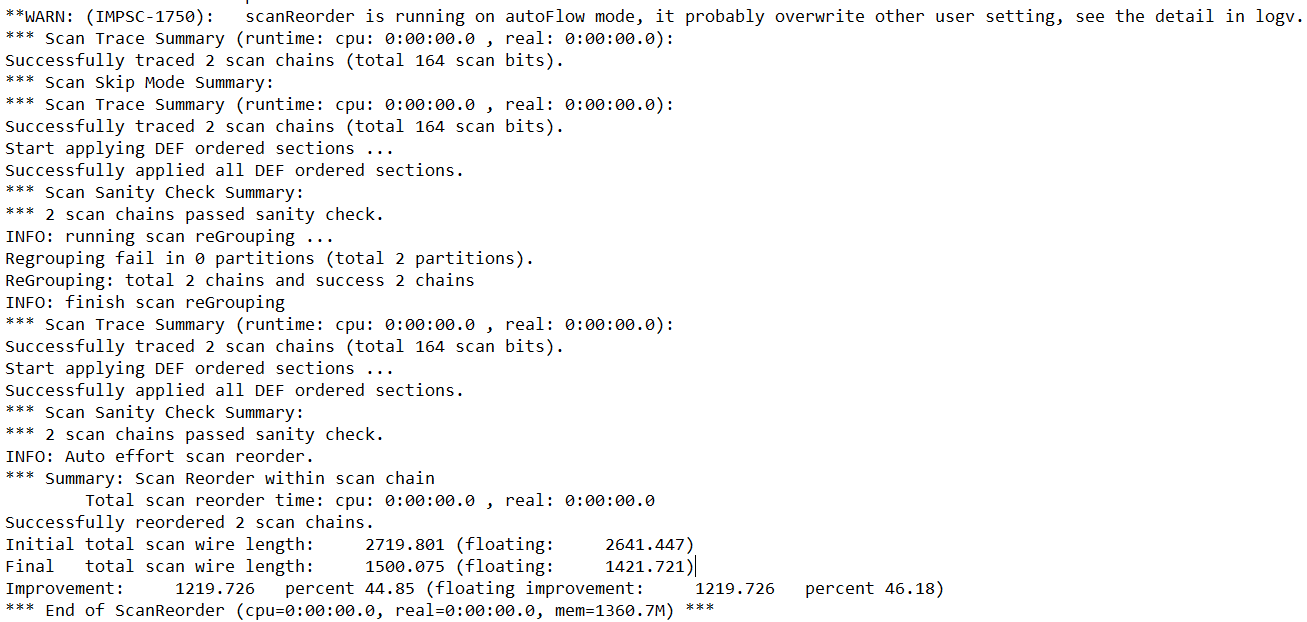 **WARN: (IMPSC-1750):   scanReorder is running on autoFlow mode, it probably overwrite other user setting, see the detail in logv.
*** Scan Trace Summary (runtime: cpu: 0:00:00.0 , real: 0:00:00.0):
Successfully traced 2 scan chains (total 164 scan bits).
*** Scan Skip Mode Summary:
*** Scan Trace Summary (runtime: cpu: 0:00:00.0 , real: 0:00:00.0):
Successfully traced 2 scan chains (total 164 scan bits).
Start applying DEF ordered sections ...
Successfully applied all DEF ordered sections.
*** Scan Sanity Check Summary:
*** 2 scan chains passed sanity check.
INFO: running scan reGrouping ...
Regrouping fail in 0 partitions (total 2 partitions).
ReGrouping: total 2 chains and success 2 chains
INFO: finish scan reGrouping
*** Scan Trace Summary (runtime: cpu: 0:00:00.0 , real: 0:00:00.0):
Successfully traced 2 scan chains (total 164 scan bits).
Start applying DEF ordered sections ...
Successfully applied all DEF ordered sections.
*** Scan Sanity Check Summary:
*** 2 scan chains passed sanity check.
INFO: Auto effort scan reorder.
*** Summary: Scan Reorder within scan chain
        Total scan reorder time: cpu: 0:00:00.0 , real: 0:00:00.0
Successfully reordered 2 scan chains.
Initial total scan wire length:     2719.801 (floating:     2641.447)
Final   total scan wire length:     1500.075 (floating:     1421.721)
Improvement:     1219.726   percent 44.85 (floating improvement:     1219.726   percent 46.18)
*** End of ScanReorder (cpu=0:00:00.0, real=0:00:00.0, mem=1360.7M) ***